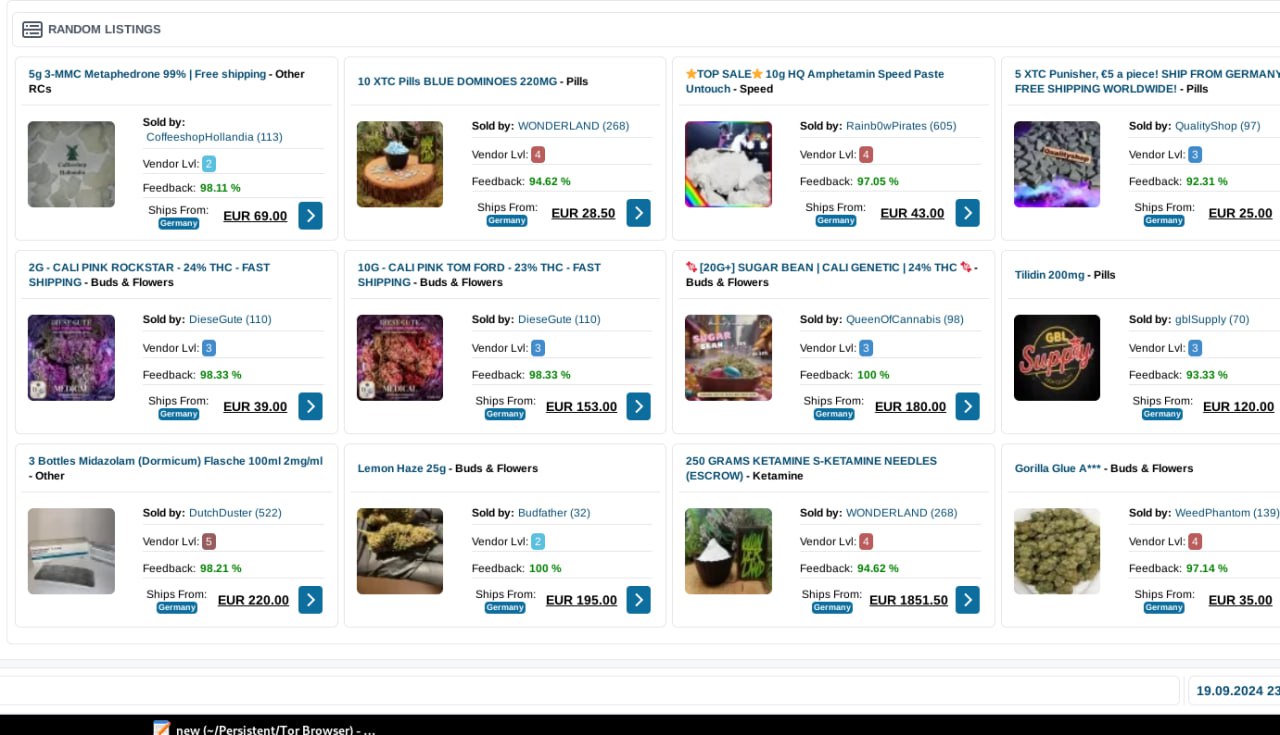 RANDOM LISTINGS
5g 3-MMC Metaphedrone 99% | Free shipping - Other
RCs
Sold by:
CoffeeshopHollandia (113)
Vendor Lvl: 2
Feedback: 98.11 %
Ships From:
Germany
EUR 69.00
10 XTC Pills BLUE DOMINOES 220MG - Pills
Sold by: WONDERLAND (268)
Vendor Lvl: 4
Feedback: 94.62 %
Ships From:
Germany
EUR 28.50
⭐TOP SALE⭐ 10g HQ Amphetamin Speed Paste
Untouch - Speed
Sold by: Rainb0wPirates (605)
Vendor Lvl: 4
Feedback: 97.05 %
Ships From:
Germany
EUR 43.00
5 XTC Punisher, €5 a piece! SHIP FROM GERMANY
FREE SHIPPING WORLDWIDE! - Pills
Qualityshop
Sold by: QualityShop (97)
Vendor Lvl: 3
Feedback: 92.31 %
Ships From:
Germany
EUR 25.00
2G - CALI PINK ROCKSTAR - 24% THC - FAST
SHIPPING - Buds & Flowers
DIESE GUTE
MEDICAL
Sold by: DieseGute (110)
Vendor Lvl: 3
Feedback: 98.33 %
Ships From:
Germany
EUR 39.00
10G - CALI PINK TOM FORD - 23% THC - FAST
SHIPPING - Buds & Flowers
DIESE GUTE
MEDICAL
Sold by: DieseGute (110)
Vendor Lvl: 3
Feedback: 98.33 %
Ships From:
Germany
EUR 153.00
🍬 [20G+] SUGAR BEAN | CALI GENETIC | 24% THC 🍬 -
Buds & Flowers
SUGAR
BEAN
Sold by: QueenOfCannabis (98)
Vendor Lvl: 3
Feedback: 100 %
Ships From:
Germany
EUR 180.00
Tilidin 200mg - Pills
GBL
Supply
Sold by: gblSupply (70)
Vendor Lvl: 3
Feedback: 93.33 %
Ships From:
Germany
EUR 120.00
3 Bottles Midazolam (Dormicum) Flasche 100ml 2mg/ml
- Other
Sold by: DutchDuster (522)
Vendor Lvl: 5
Feedback: 98.21 %
Ships From:
Germany
EUR 220.00
Lemon Haze 25g - Buds & Flowers
Sold by: Budfather (32)
Vendor Lvl: 2
Feedback: 100 %
Ships From:
Germany
EUR 195.00
250 GRAMS KETAMINE S-KETAMINE NEEDLES
(ESCROW) - Ketamine
Sold by: WONDERLAND (268)
Vendor Lvl: 4
Feedback: 94.62 %
Ships From:
Germany
EUR 1851.50
Gorilla Glue A*** - Buds & Flowers
Sold by: WeedPhantom (139)
Vendor Lvl: 4
Feedback: 97.14 %
Ships From:
Germany
EUR 35.00
19.09.2024 23
new (~/Persistent/Tor Browser) - ...